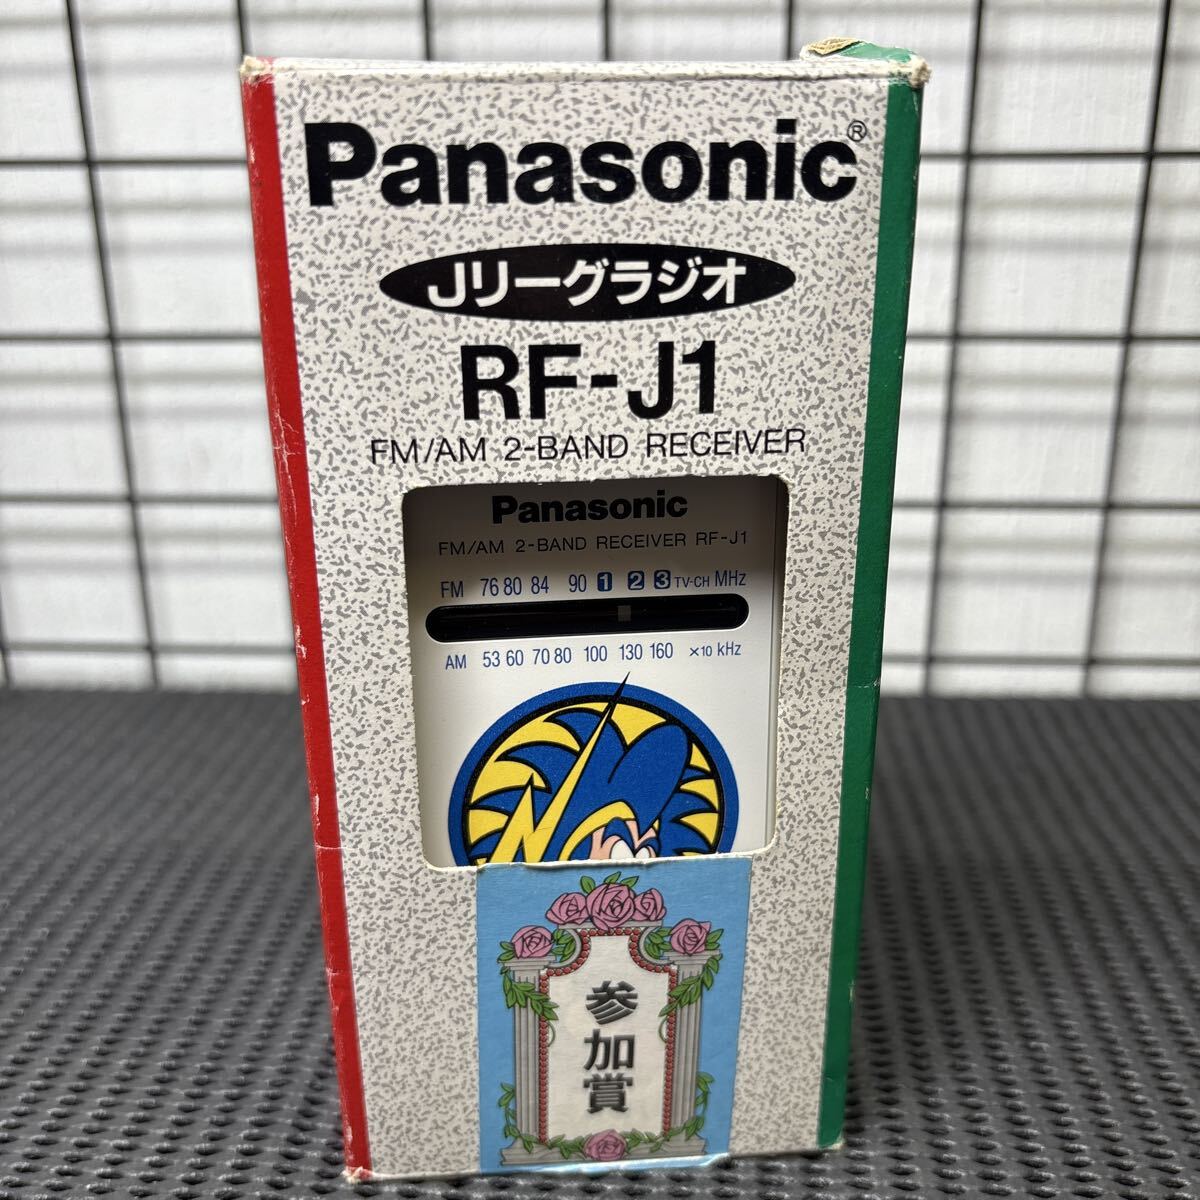 Panasonic®
Jリーグラジオ
RF-J1
FM/AM 2-BAND RECEIVER
Panasonic
FM/AM 2-BAND RECEIVER RF-J1
FM 76 80 84 90 1 2 3 TV-CH MHz
AM 53 60 70 80 100 130 160 ×10 kHz
参加賞